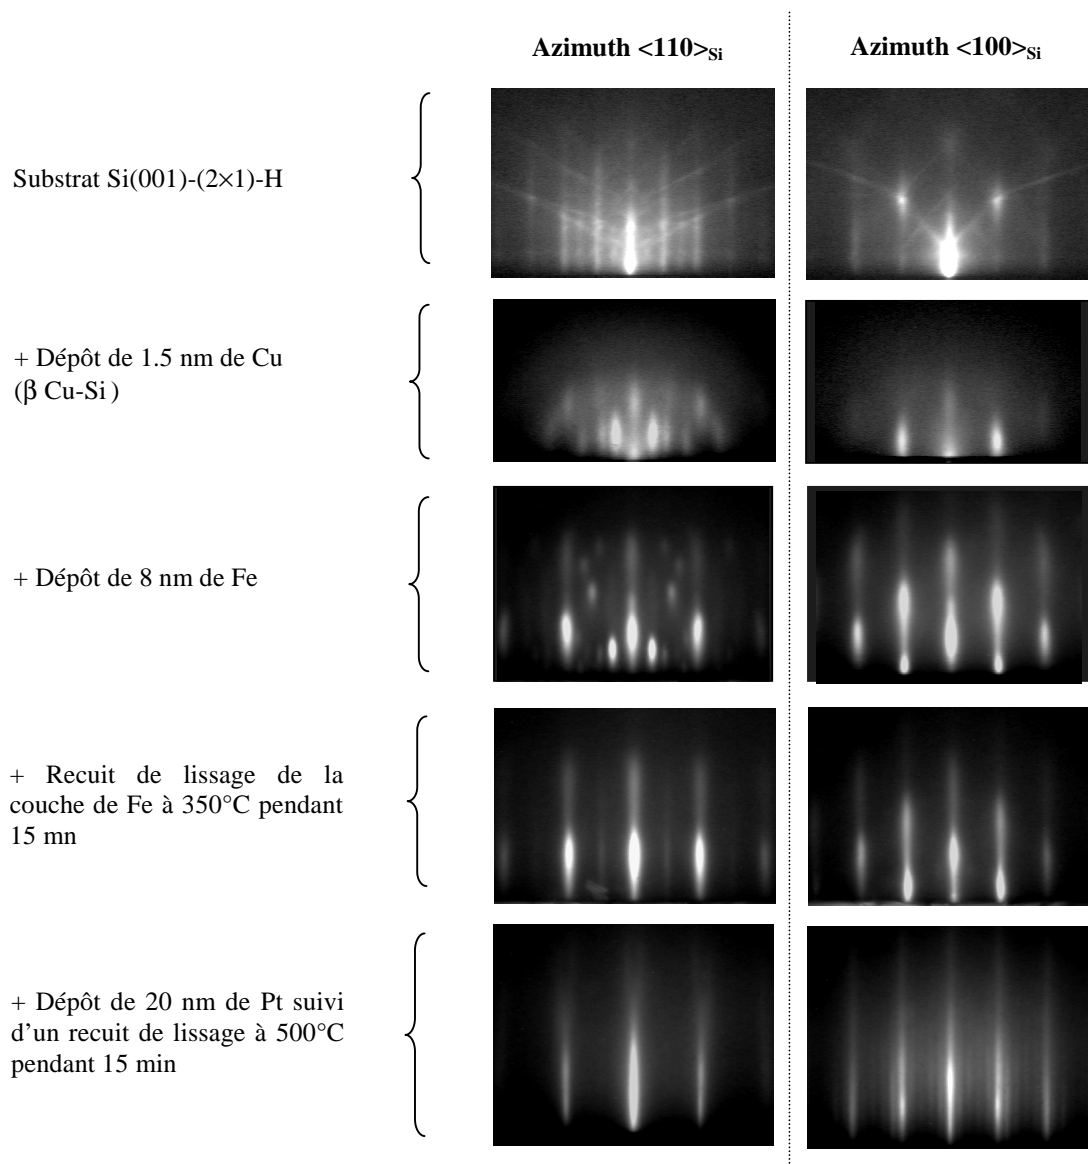 Azimuth <110>Si
Azimuth <100>Si
Substrat Si(001)-(2×1)-H
+ Dépôt de 1.5 nm de Cu
(β Cu-Si )
+ Dépôt de 8 nm de Fe
+ Recuit de lissage de la
couche de Fe à 350°C pendant
15 mn
+ Dépôt de 20 nm de Pt suivi
d'un recuit de lissage à 500°C
pendant 15 min